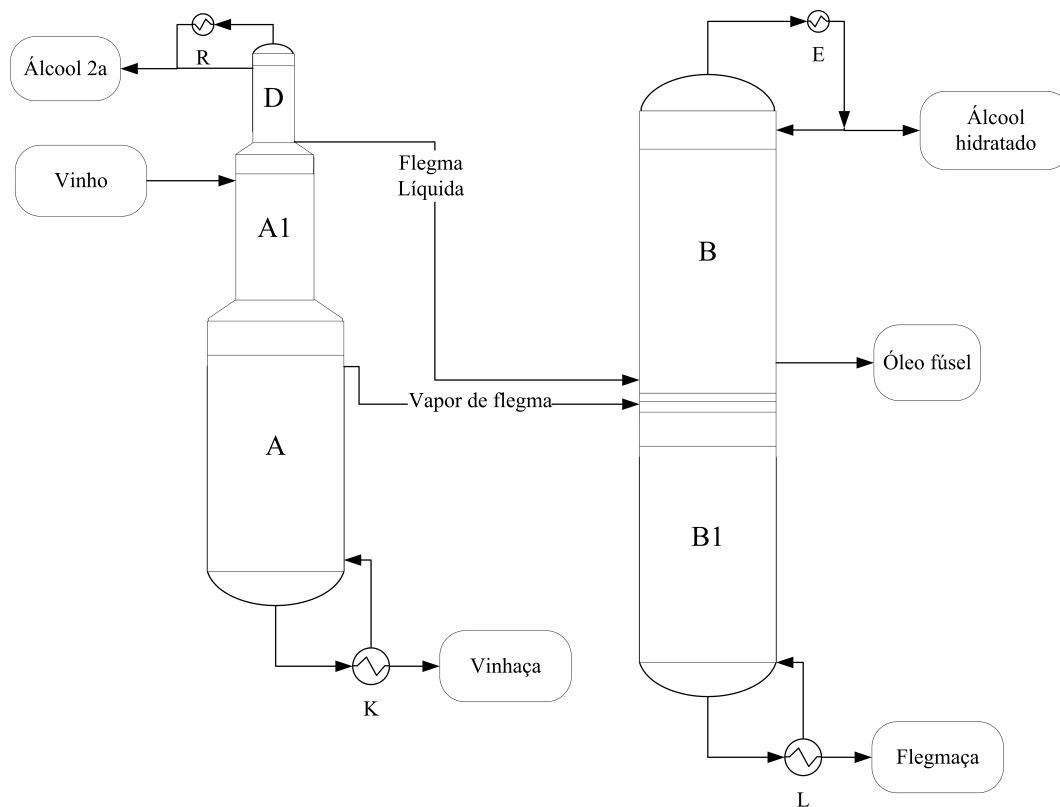 E
R
Álcool 2a
D
Álcool
hidratado
Flegma
Líquida
Vinho
A1
B
Óleo fúsel
Vapor de flegma
A
B1
Vinhaça
K
Flegmaça
L